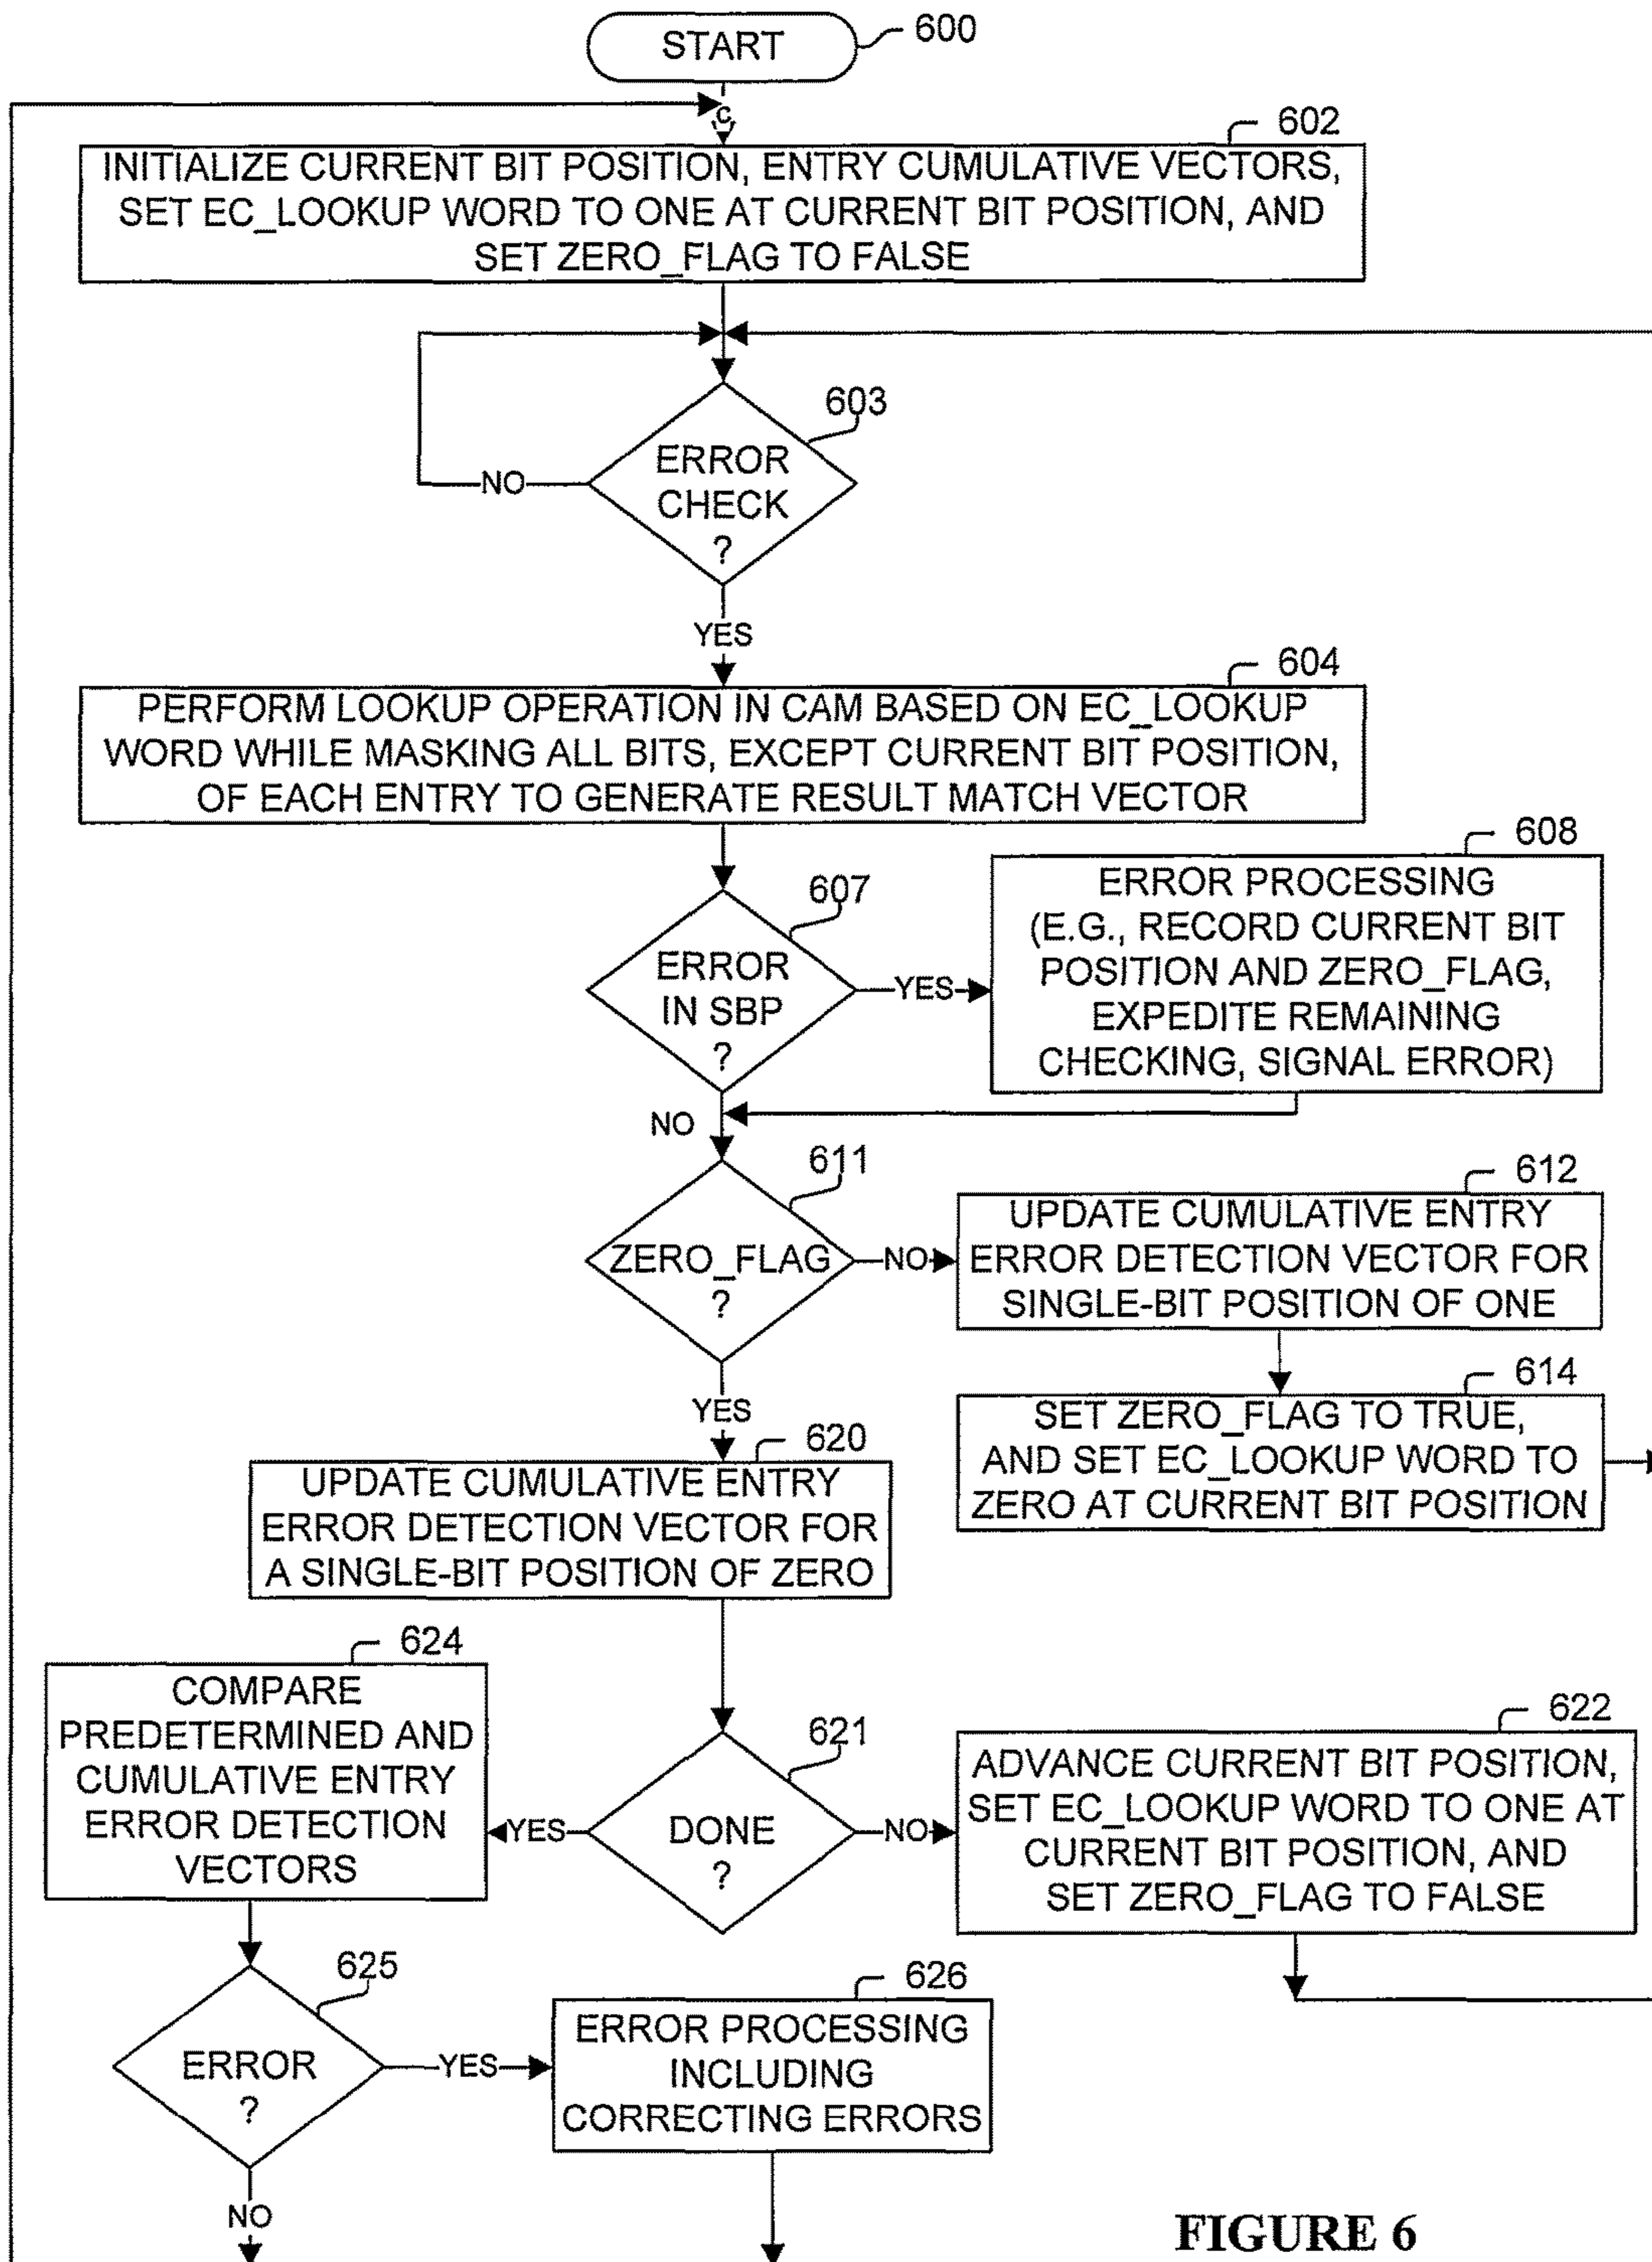 START
600
C
602
INITIALIZE CURRENT BIT POSITION, ENTRY CUMULATIVE VECTORS,
SET EC_LOOKUP WORD TO ONE AT CURRENT BIT POSITION, AND
SET ZERO_FLAG TO FALSE
603
ERROR
CHECK
?
NO
YES
604
PERFORM LOOKUP OPERATION IN CAM BASED ON EC_LOOKUP
WORD WHILE MASKING ALL BITS, EXCEPT CURRENT BIT POSITION,
OF EACH ENTRY TO GENERATE RESULT MATCH VECTOR
607
ERROR
IN SBP
?
YES
NO
608
ERROR PROCESSING
(E.G., RECORD CURRENT BIT
POSITION AND ZERO_FLAG,
EXPEDITE REMAINING
CHECKING, SIGNAL ERROR)
611
ZERO_FLAG
?
NO
YES
612
UPDATE CUMULATIVE ENTRY
ERROR DETECTION VECTOR FOR
SINGLE-BIT POSITION OF ONE
614
SET ZERO_FLAG TO TRUE,
AND SET EC_LOOKUP WORD TO
ZERO AT CURRENT BIT POSITION
620
UPDATE CUMULATIVE ENTRY
ERROR DETECTION VECTOR FOR
A SINGLE-BIT POSITION OF ZERO
621
DONE
?
YES
NO
622
ADVANCE CURRENT BIT POSITION,
SET EC_LOOKUP WORD TO ONE AT
CURRENT BIT POSITION, AND
SET ZERO_FLAG TO FALSE
624
COMPARE
PREDETERMINED AND
CUMULATIVE ENTRY
ERROR DETECTION
VECTORS
625
ERROR
?
YES
NO
626
ERROR PROCESSING
INCLUDING
CORRECTING ERRORS
FIGURE 6